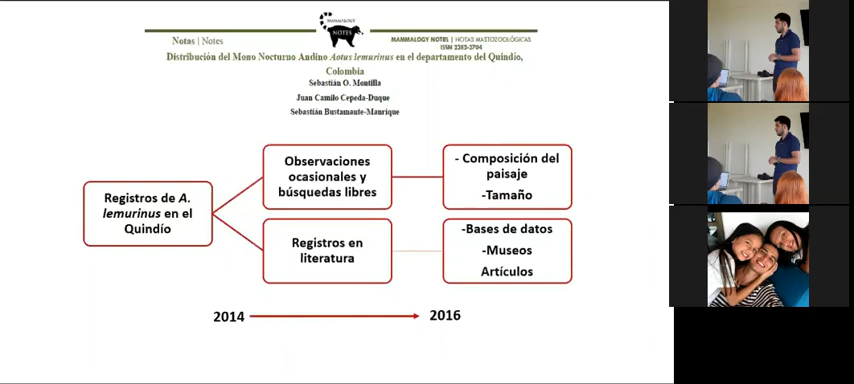 MAMMALOGY
NOTES
Notas | Notes
MAMMALOGY NOTES | NOTAS MASTOZOOLÓGICAS
ISSN 2382-3704
Distribución del Mono Nocturno Andino Aotus lemurinus en el departamento del Quindío,
Colombia
Sebastián O. Montilla
Juan Camilo Cepeda-Duque
Sebastián Bustamante-Manrique
Registros de A.
lemurinus en el
Quindío
Observaciones
ocasionales y
búsquedas libres
- Composición del
paisaje
-Tamaño
Registros en
literatura
-Bases de datos
-Museos
Artículos
2014
2016